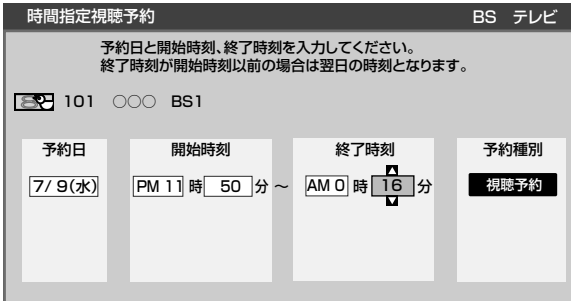 時間指定視聴予約 BS テレビ
予約日と開始時刻、終了時刻を入力してください。
終了時刻が開始時刻以前の場合は翌日の時刻となります。
101 ○○○ BS1
予約日 開始時刻 終了時刻 予約種別
7/ 9(水) PM 11 時 50 分 ～ AM 0 時 16 分 視聴予約